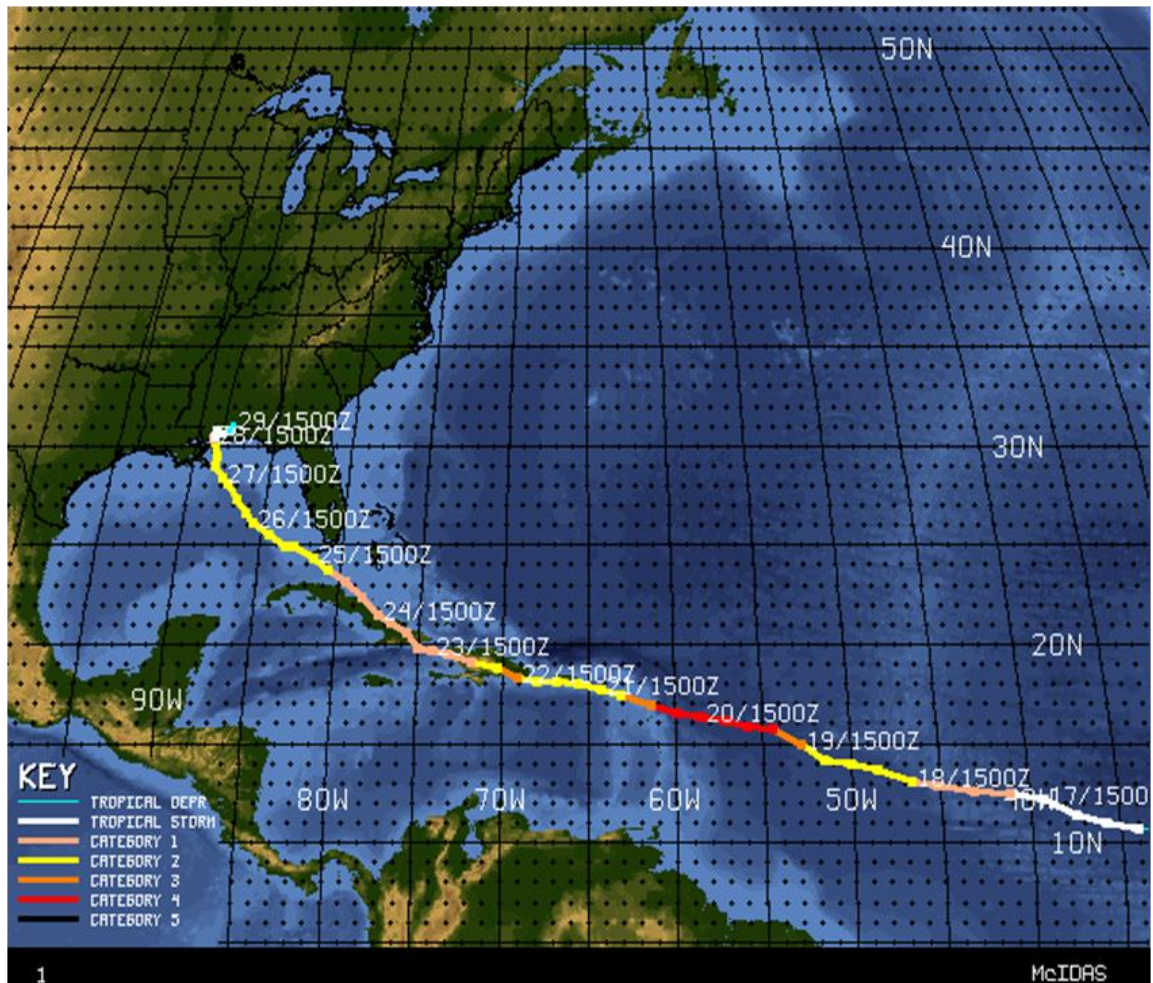 50N
40N
29/1500Z
28/1500Z
30N
27/1500Z
26/1500Z
25/1500Z
24/1500Z
23/1500Z
20N
22/1500Z
21/1500Z
90W
20/1500Z
19/1500Z
KEY
18/1500Z
17/1500
80W
70W
60W
50W
40W
10N
TROPICAL DEPR
TROPICAL STORM
CATEGORY 1
CATEGORY 2
CATEGORY 3
CATEGORY 4
CATEGORY 5
1
McIDAS